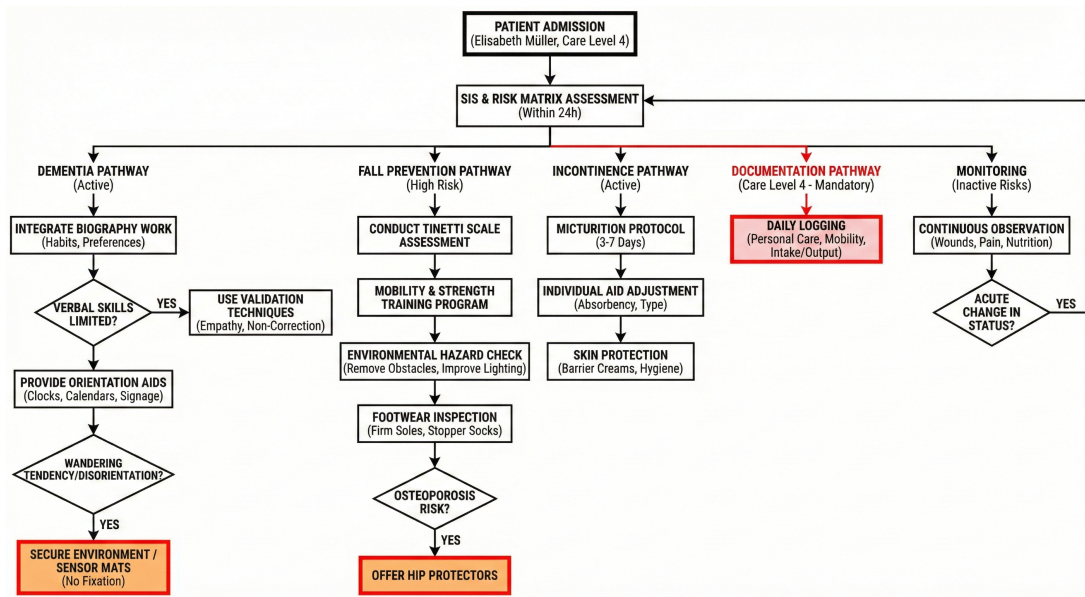 PATIENT ADMISSION
(Elisabeth Müller, Care Level 4)
SIS & RISK MATRIX ASSESSMENT
(Within 24h)
DEMENTIA PATHWAY
(Active)
INTEGRATE BIOGRAPHY WORK
(Habits, Preferences)
VERBAL SKILLS
LIMITED?
YES
USE VALIDATION
TECHNIQUES
(Empathy, Non-Correction)
PROVIDE ORIENTATION AIDS
(Clocks, Calendars, Signage)
WANDERING
TENDENCY/DISORIENTATION?
YES
SECURE ENVIRONMENT /
SENSOR MATS
(No Fixation)
FALL PREVENTION PATHWAY
(High Risk)
CONDUCT TINETTI SCALE
ASSESSMENT
MOBILITY & STRENGTH
TRAINING PROGRAM
ENVIRONMENTAL HAZARD CHECK
(Remove Obstacles, Improve Lighting)
FOOTWEAR INSPECTION
(Firm Soles, Stopper Socks)
OSTEOPOROSIS
RISK?
YES
OFFER HIP PROTECTORS
INCONTINENCE PATHWAY
(Active)
MICTURITION PROTOCOL
(3-7 Days)
INDIVIDUAL AID ADJUSTMENT
(Absorbency, Type)
SKIN PROTECTION
(Barrier Creams, Hygiene)
DOCUMENTATION PATHWAY
(Care Level 4 - Mandatory)
DAILY LOGGING
(Personal Care, Mobility,
Intake/Output)
MONITORING
(Inactive Risks)
CONTINUOUS OBSERVATION
(Wounds, Pain, Nutrition)
ACUTE
CHANGE IN
STATUS?
YES